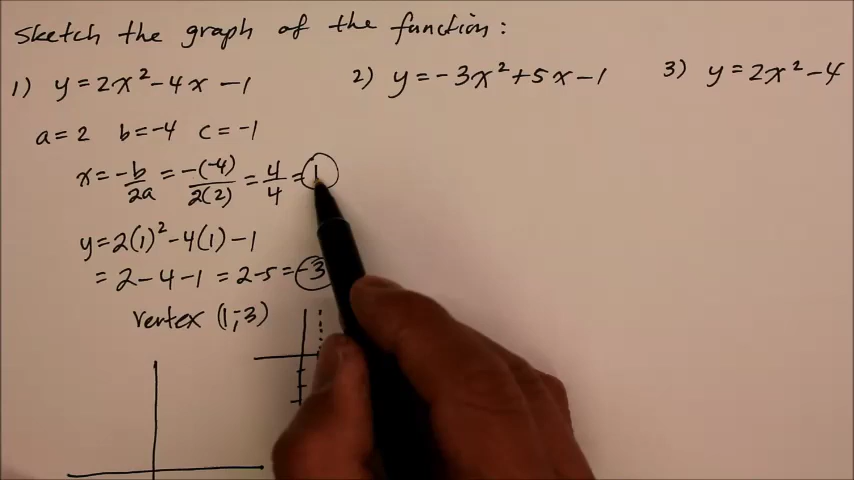 Sketch the graph of the function:
1) y = 2x² - 4x - 1
2) y = -3x² + 5x - 1
3) y = 2x² - 4
a = 2 b = -4 c = -1
x = -b/2a = -(-4)/2(2) = 4/4 = 1
y = 2(1)² - 4(1) - 1
= 2 - 4 - 1 = 2 - 5 = -3
vertex (1, -3)